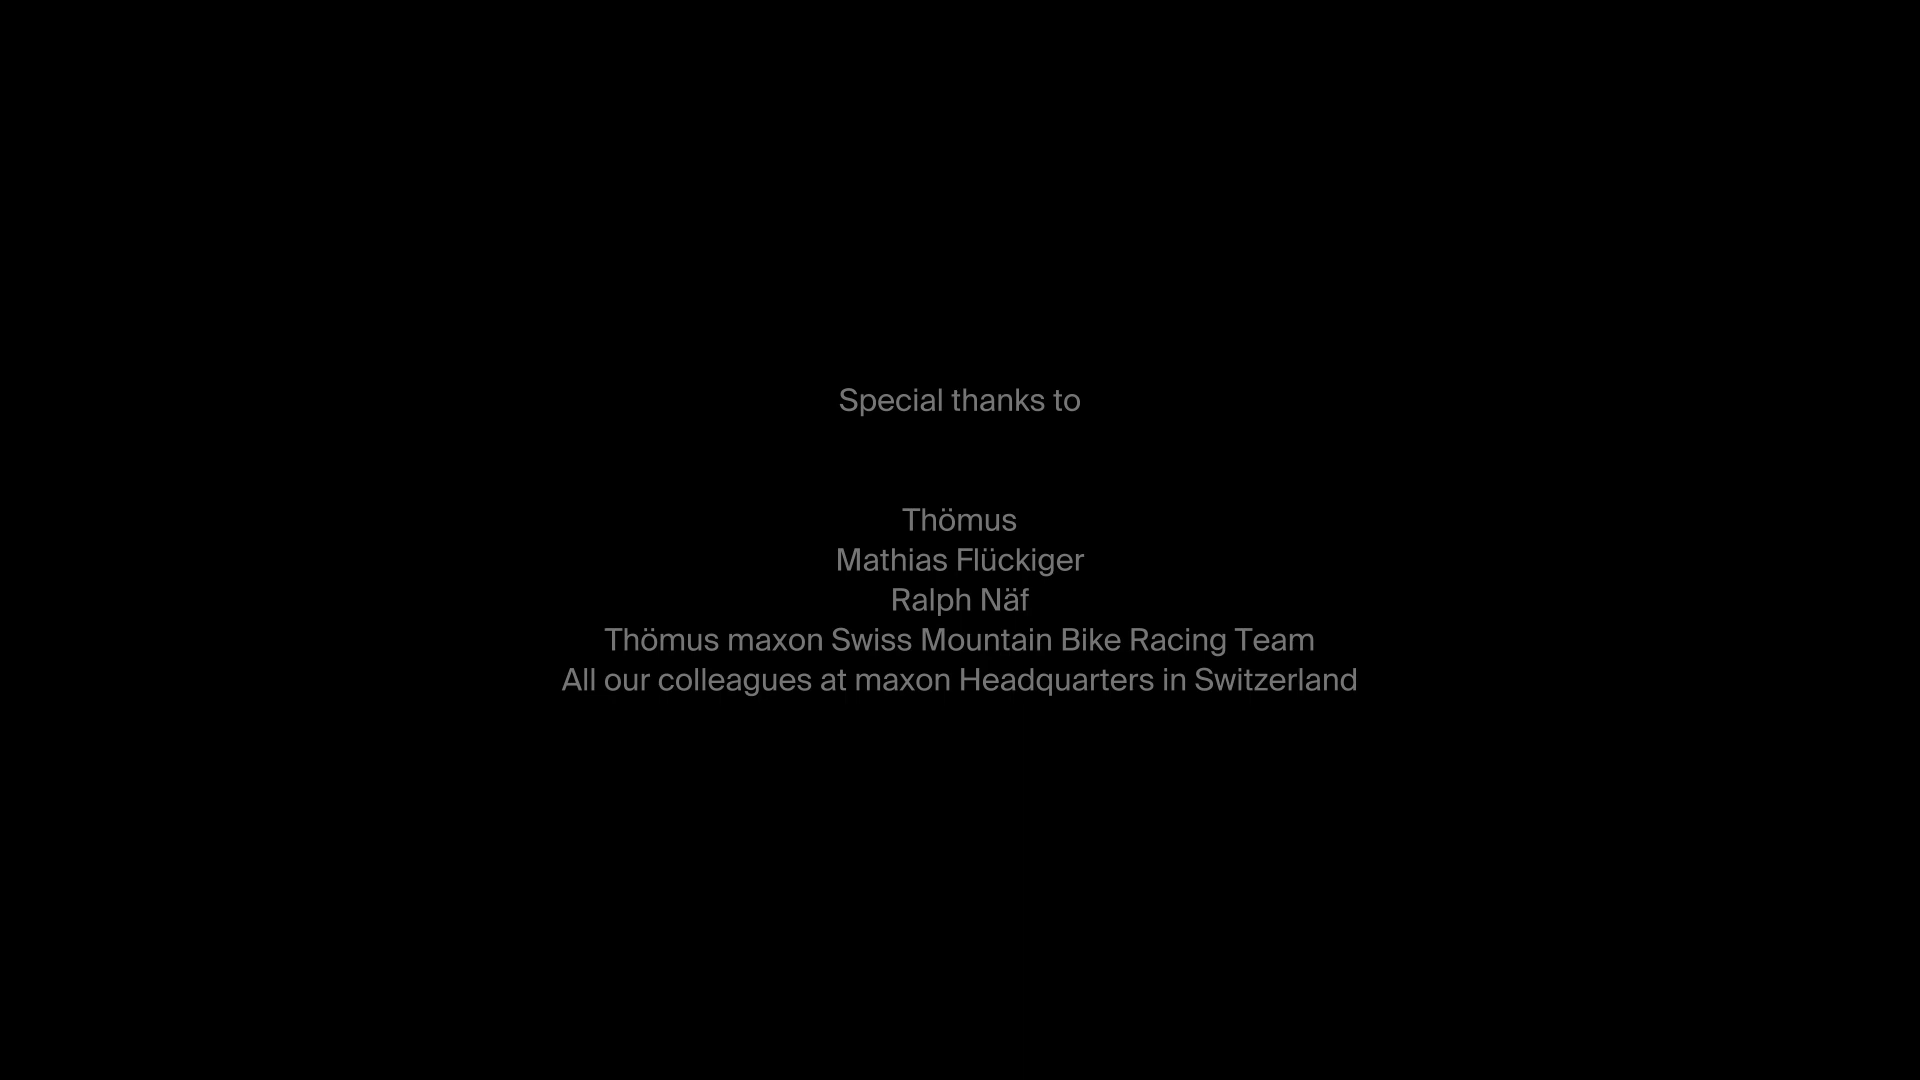 Special thanks to
Thömus
Mathias Flückiger
Ralph Näf
Thömus maxon Swiss Mountain Bike Racing Team
All our colleagues at maxon Headquarters in Switzerland